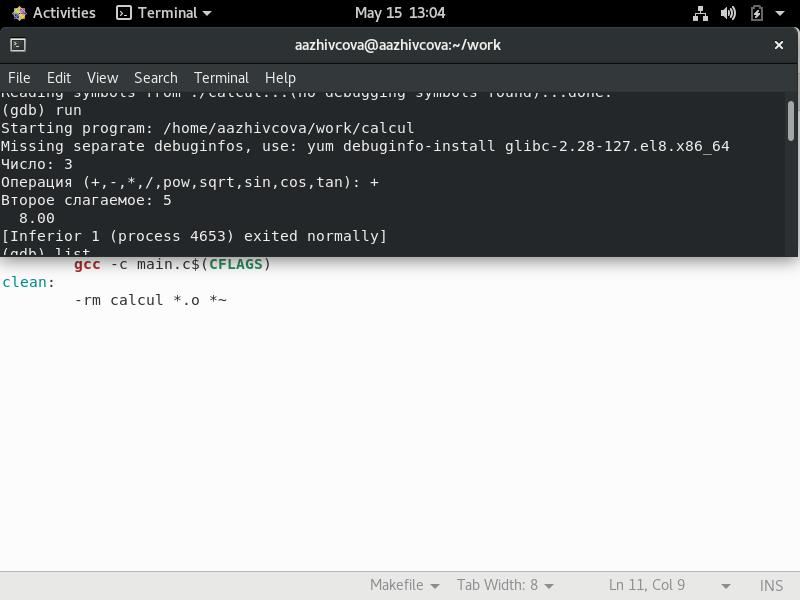 Activities Terminal May 15 13:04
aazhivcova@aazhivcova:~/work
File Edit View Search Terminal Help
Reading symbols from ./calcul...(no debugging symbols found)...done.
(gdb) run
Starting program: /home/aazhivcova/work/calcul
Missing separate debuginfos, use: yum debuginfo-install glibc-2.28-127.el8.x86_64
Число: 3
Операция (+,-,*,/,pow,sqrt,sin,cos,tan): +
Второе слагаемое: 5
8.00
[Inferior 1 (process 4653) exited normally]
(gdb) list
gcc -c main.c$(CFLAGS)
clean:
-rm calcul *.o *~
Makefile Tab Width: 8 Ln 11, Col 9 INS